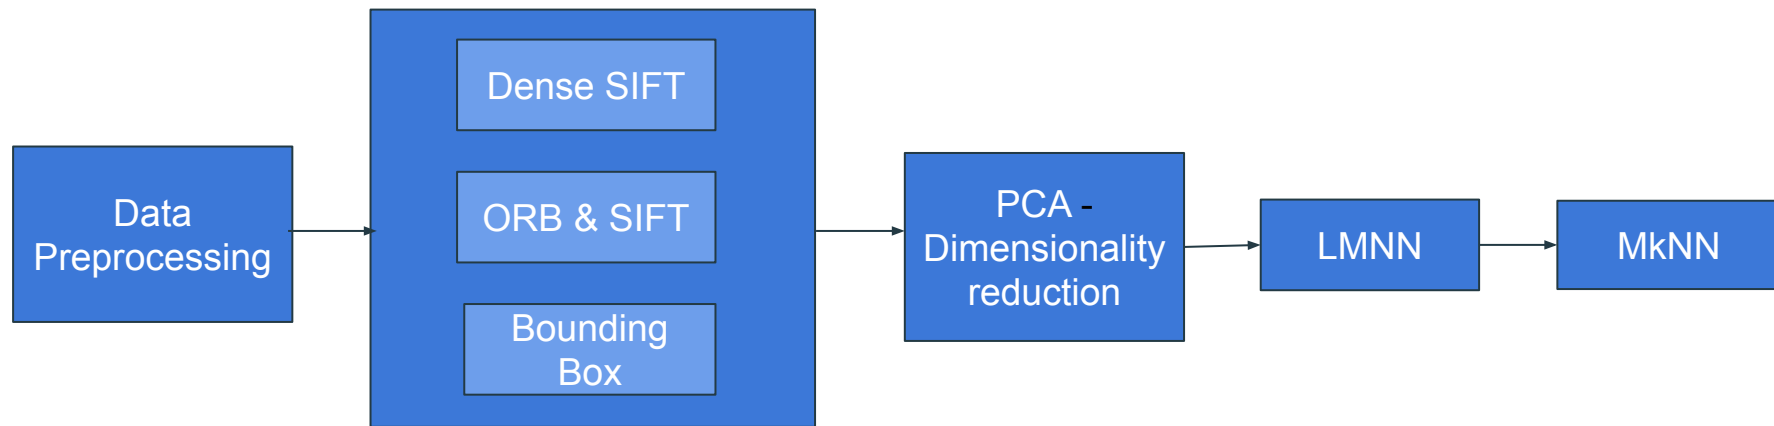 Data
Preprocessing
Dense SIFT
ORB & SIFT
Bounding
Box
PCA -
Dimensionality
reduction
LMNN
MkNN